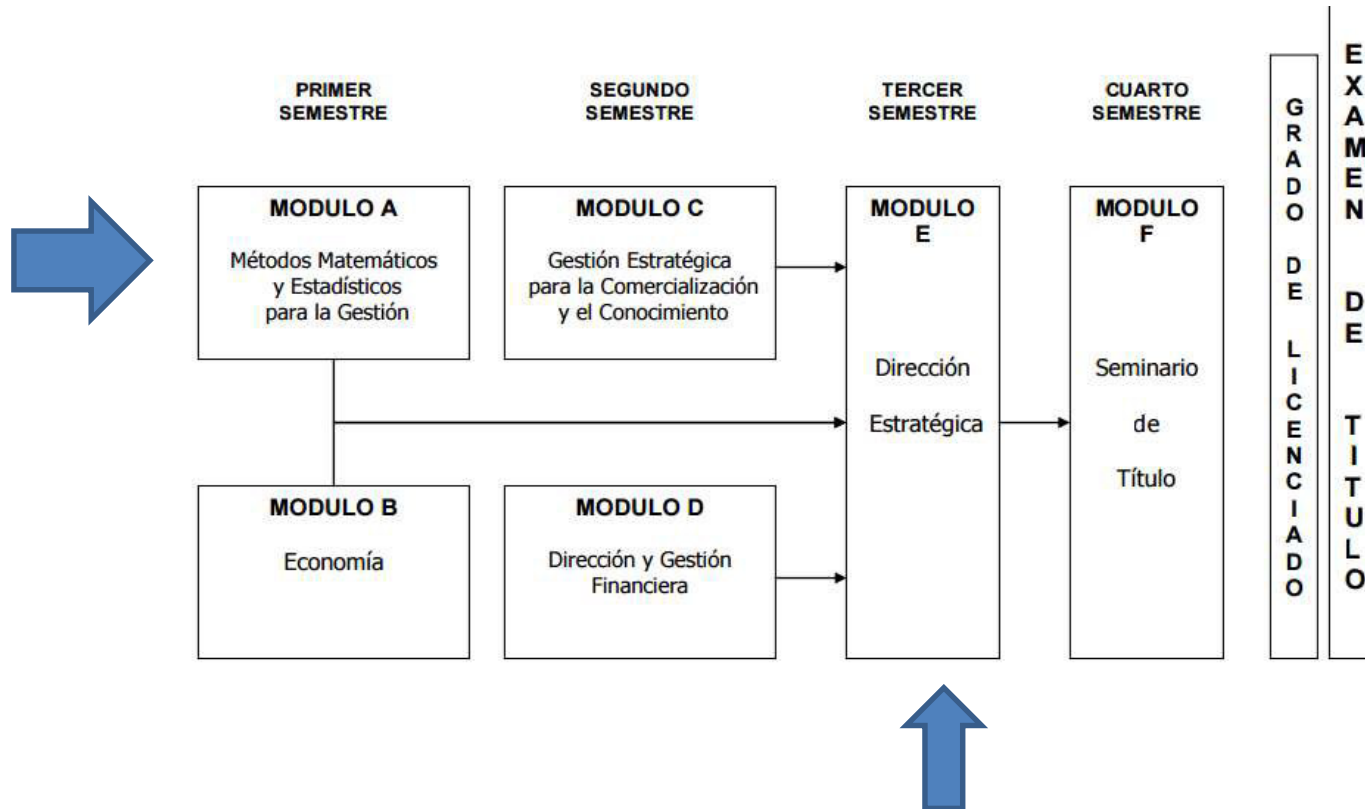 PRIMER
SEMESTRE
SEGUNDO
SEMESTRE
TERCER
SEMESTRE
CUARTO
SEMESTRE
MODULO A
Métodos Matemáticos
y Estadísticos
para la Gestión
MODULO C
Gestión Estratégica
para la Comercialización
y el Conocimiento
MODULO
E
Dirección
Estratégica
MODULO
F
Seminario
de
Título
MODULO B
Economía
MODULO D
Dirección y Gestión
Financiera
GRADO DE LICENCIADO
EXAMEN DE TITULO